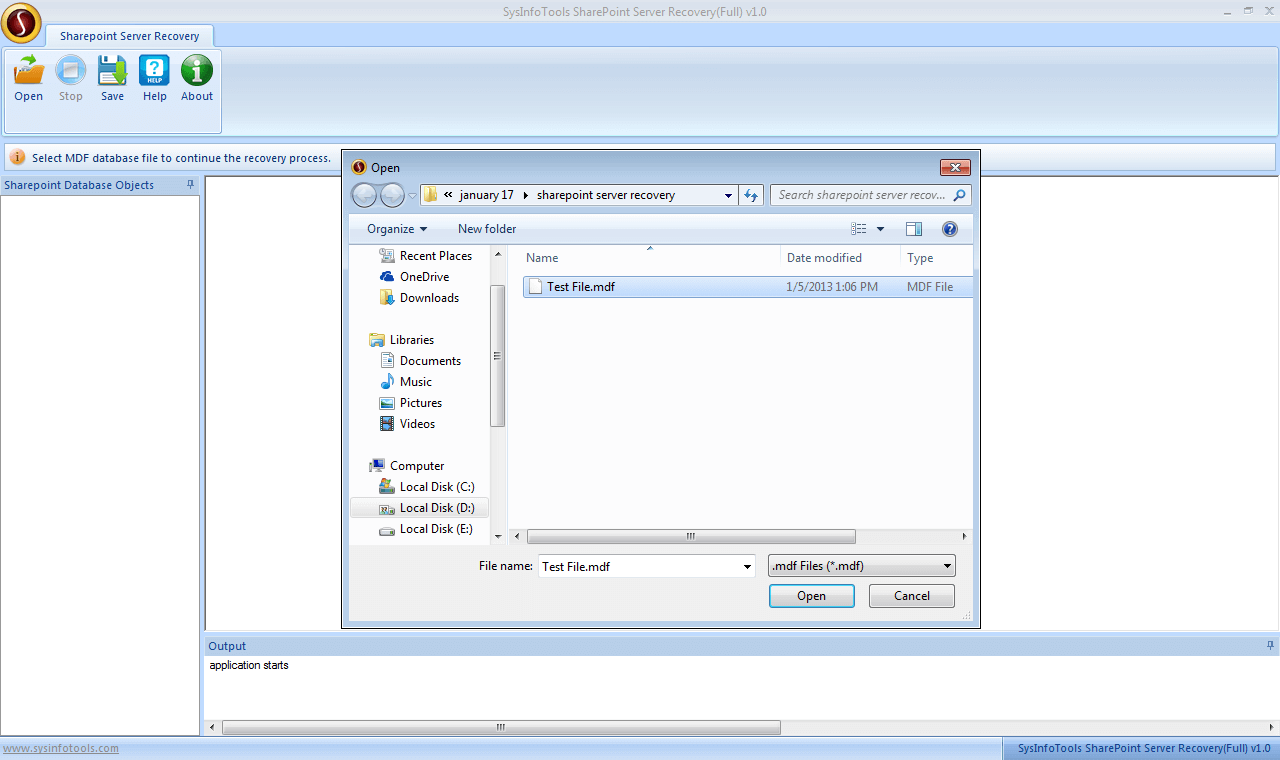 SysInfoTools SharePoint Server Recovery(Full) v1.0
Sharepoint Server Recovery
Open Stop Save Help About
HELP
Select MDF database file to continue the recovery process.
Sharepoint Database Objects
Open
« january 17 sharepoint server recovery
Search sharepoint server recov...
Organize New folder
Recent Places
OneDrive
Downloads
Libraries
Documents
Music
Pictures
Videos
Computer
Local Disk (C:)
Local Disk (D:)
Local Disk (E:)
Name Date modified Type
Test File.mdf 1/5/2013 1:06 PM MDF File
File name: Test File.mdf .mdf Files (*.mdf)
Open Cancel
Output
application starts
www.sysinfotools.com
SysInfoTools SharePoint Server Recovery(Full) v1.0